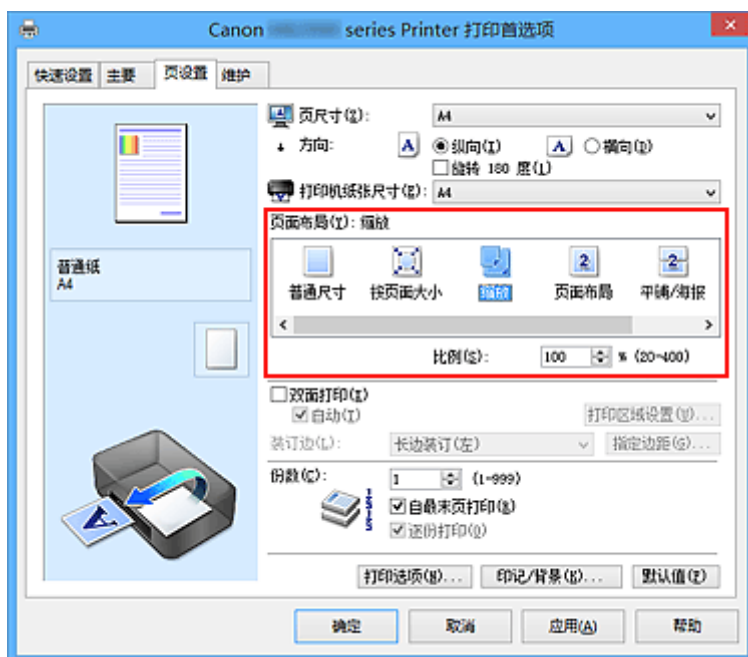 Canon series Printer 打印首选项
快速设置 主要 页设置 维护
页尺寸(Z): A4
方向: A 纵向(I) A 横向(D)
旋转 180 度(L)
打印机纸张尺寸(E): A4
页面布局(Y): 缩放
普通尺寸 按页面大小 缩放 页面布局 平铺/海报
比例(S): 100 % (20-400)
普通纸
A4
双面打印(X)
自动(T) 打印区域设置(U)...
装订边(L): 长边装订(左) 指定边距(G)...
份数(C): 1 (1-999)
自最末页打印(R)
逐份打印(O)
打印选项(N)... 印记/背景(K)... 默认值(F)
确定 取消 应用(A) 帮助